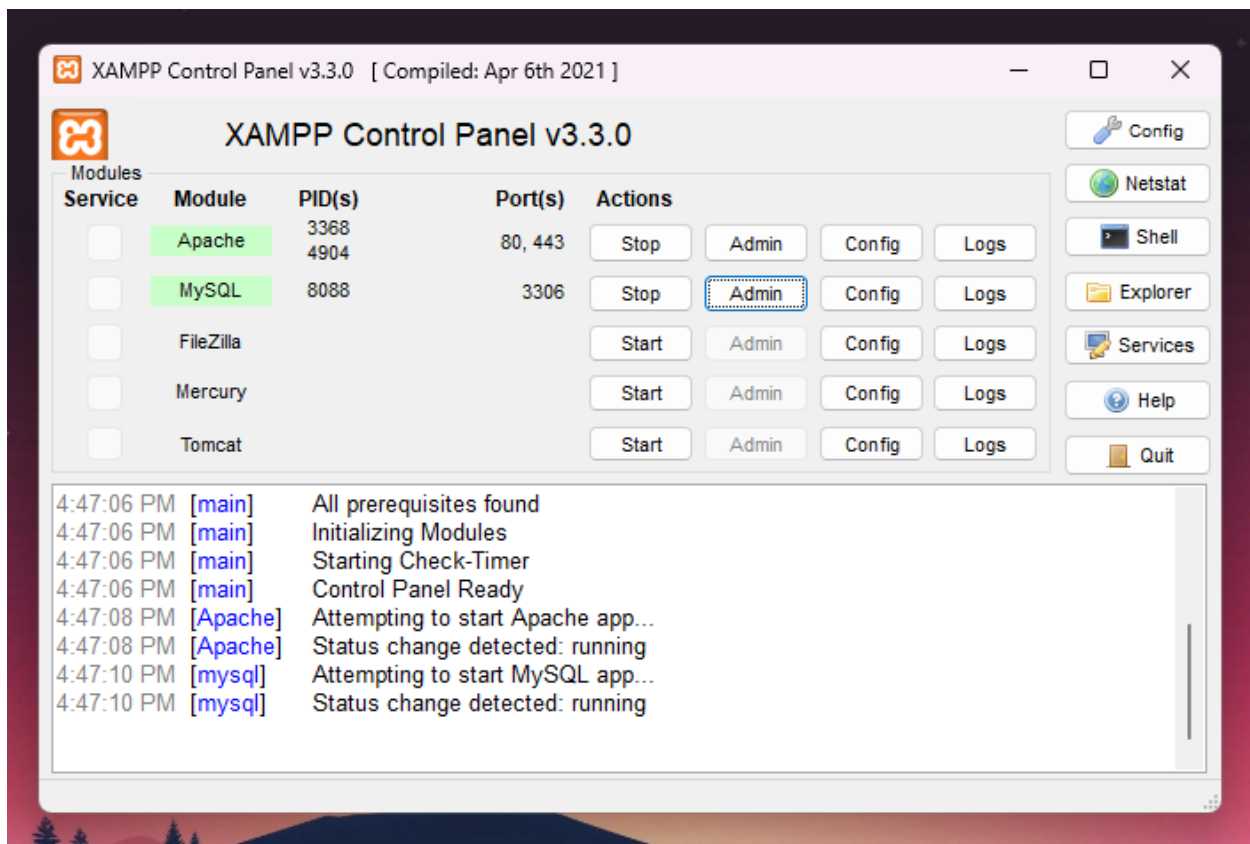 XAMPP Control Panel v3.3.0 [ Compiled: Apr 6th 2021 ]
XAMPP Control Panel v3.3.0
Config
Modules
Netstat
Service Module PID(s) Port(s) Actions
Apache 3368 4904 80, 443 Stop Admin Config Logs
Shell
MySQL 8088 3306 Stop Admin Config Logs
Explorer
FileZilla Start Admin Config Logs
Services
Mercury Start Admin Config Logs
Help
Tomcat Start Admin Config Logs
Quit
4:47:06 PM [main] All prerequisites found
4:47:06 PM [main] Initializing Modules
4:47:06 PM [main] Starting Check-Timer
4:47:06 PM [main] Control Panel Ready
4:47:08 PM [Apache] Attempting to start Apache app...
4:47:08 PM [Apache] Status change detected: running
4:47:10 PM [mysql] Attempting to start MySQL app...
4:47:10 PM [mysql] Status change detected: running